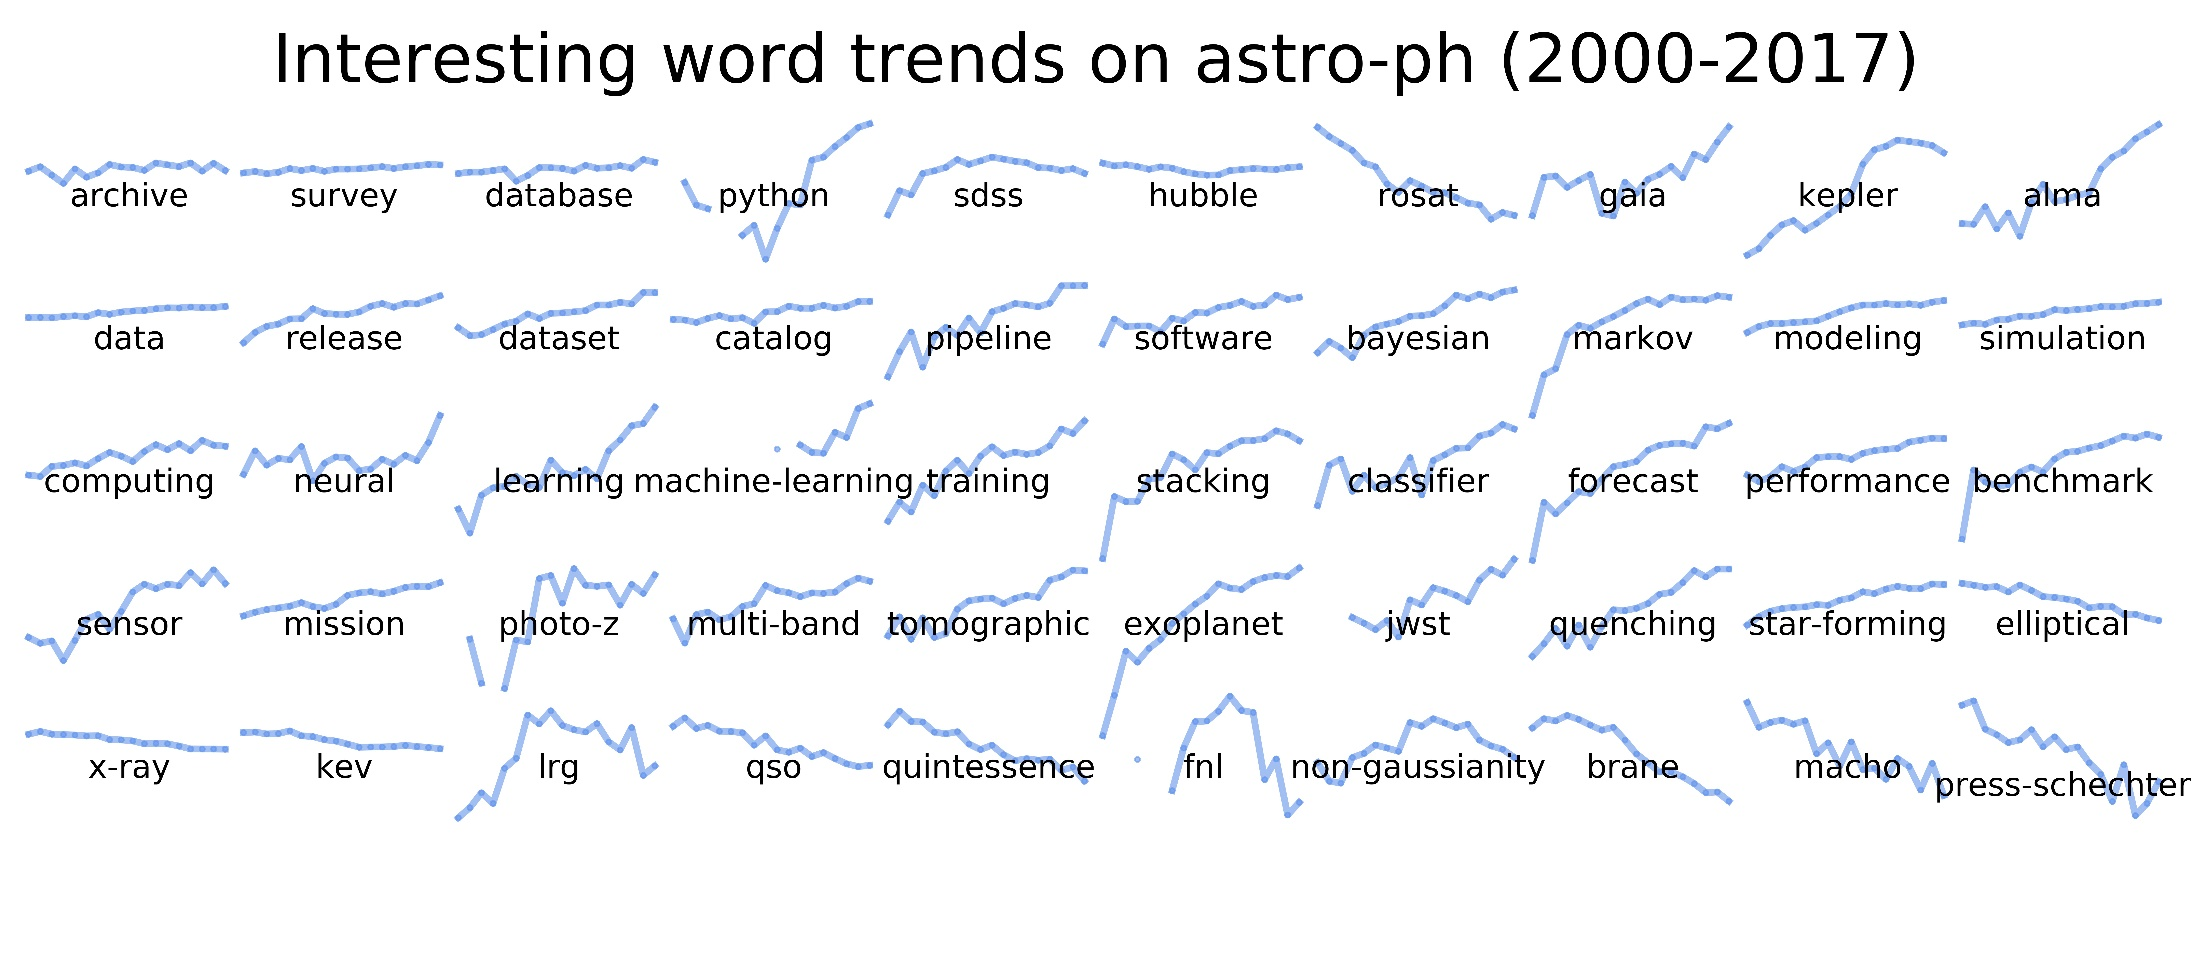 Interesting word trends on astro-ph (2000-2017)
archive survey database python sdss hubble rosat gaia kepler alma
data release dataset catalog pipeline software bayesian markov modeling simulation
computing neural learning machine-learning training stacking classifier forecast performance benchmark
sensor mission photo-z multi-band tomographic exoplanet jwst quenching star-forming elliptical
x-ray kev lrg qso quintessence fnl non-gaussianity brane macho press-schechter